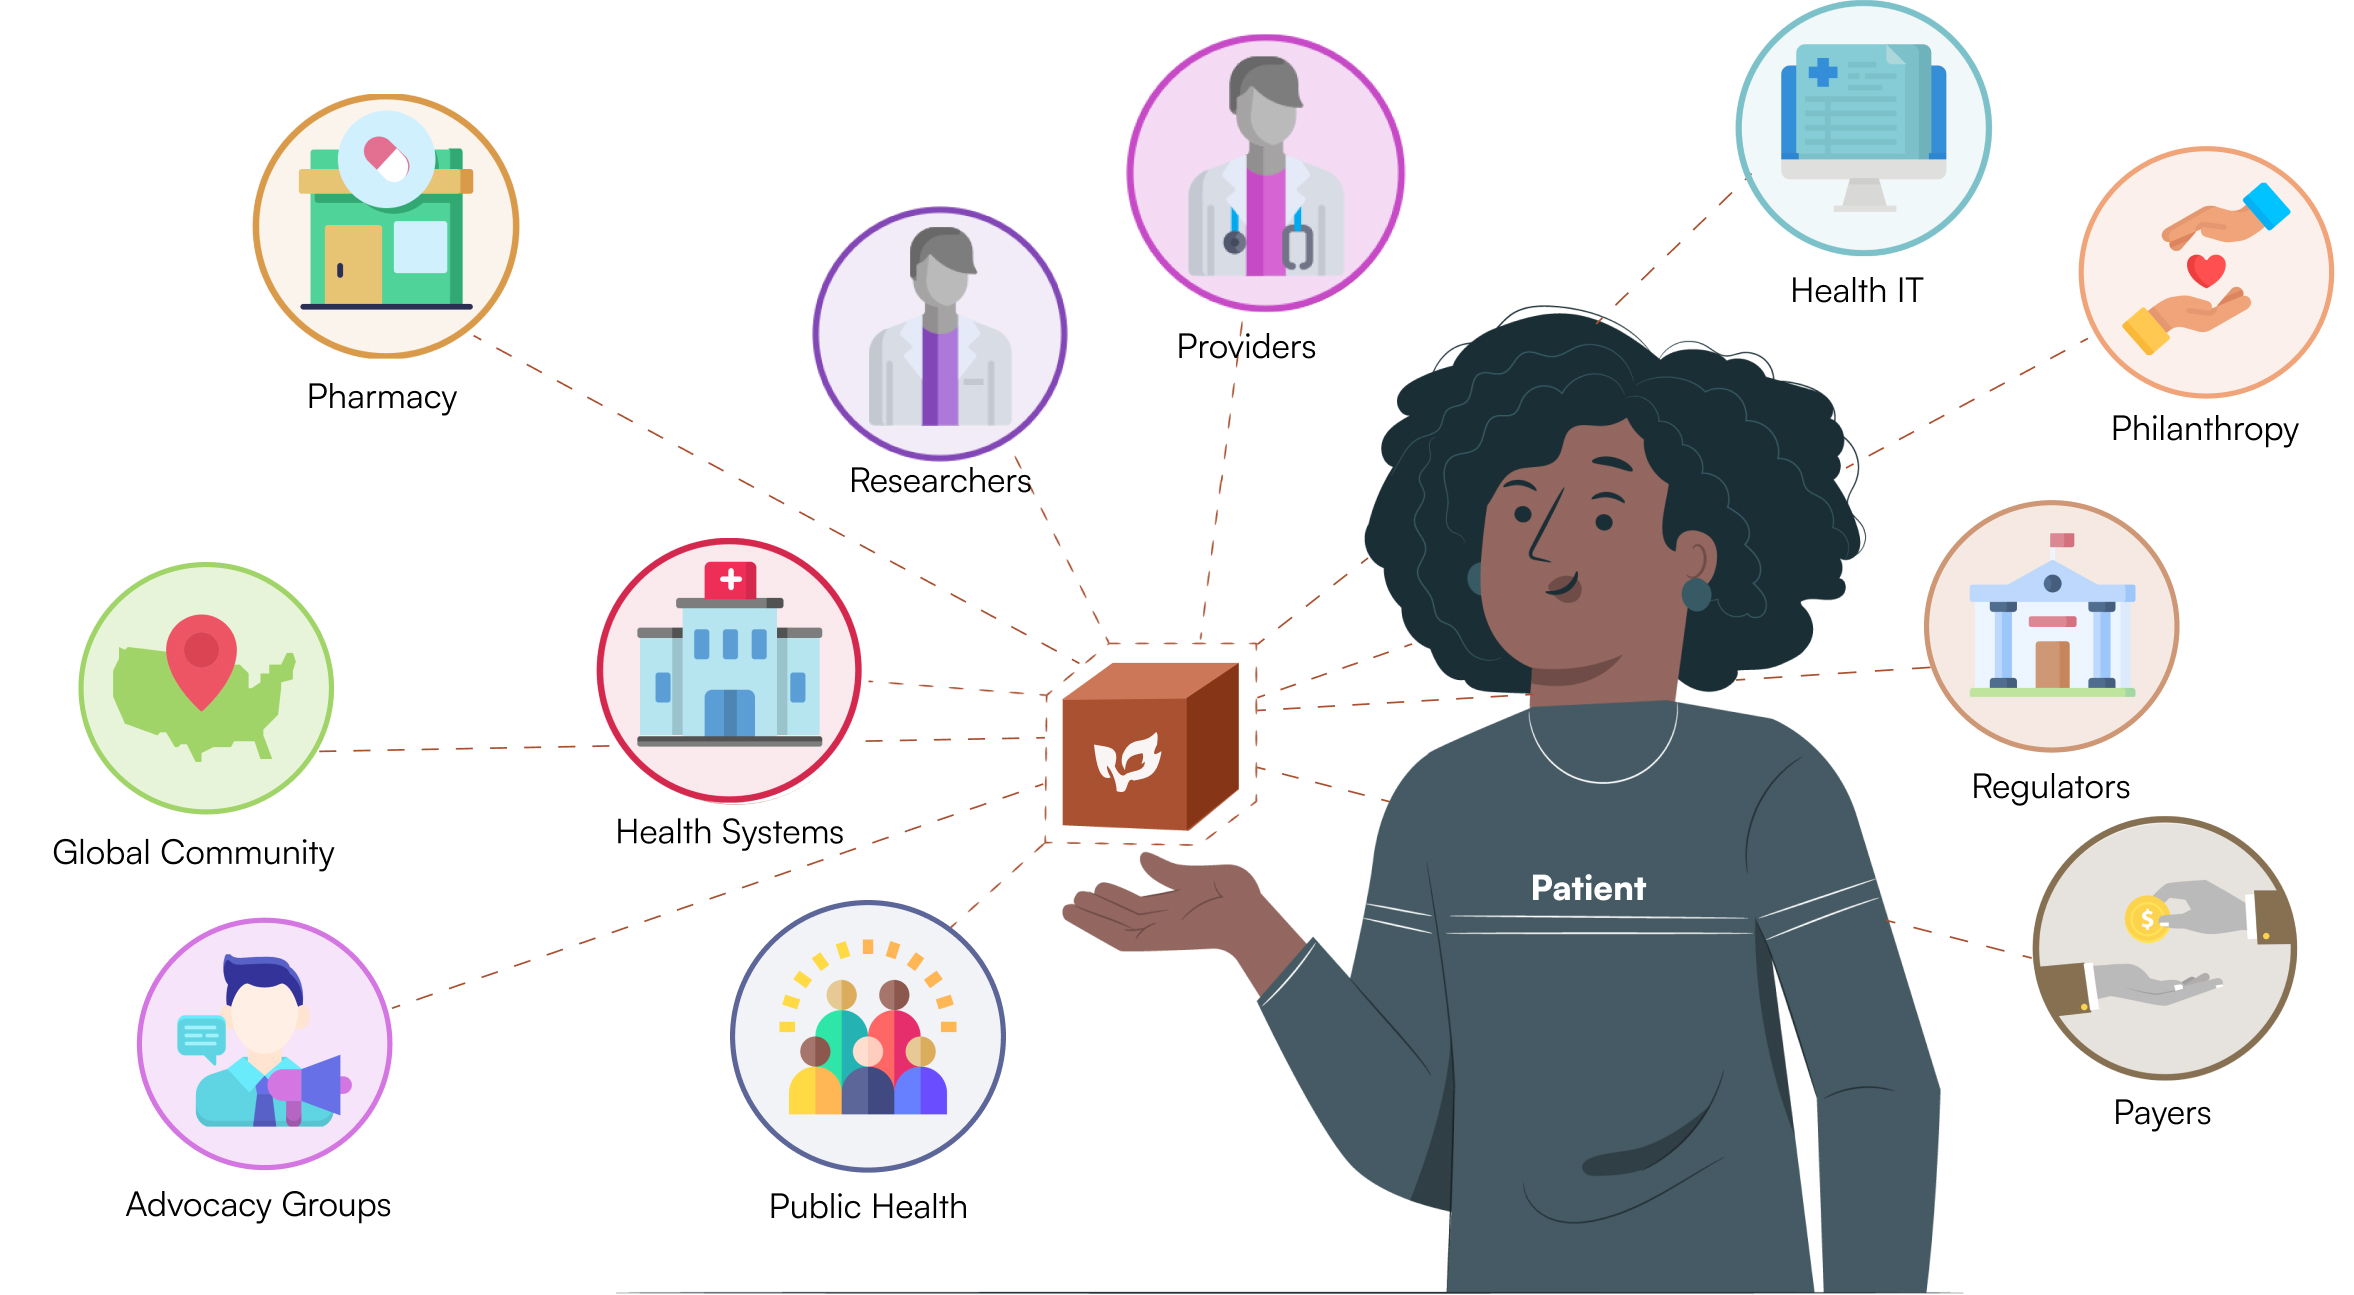 Health IT
Providers
Pharmacy
Philanthropy
Researchers
Regulators
Health Systems
Global Community
Patient
$
Payers
Advocacy Groups
Public Health